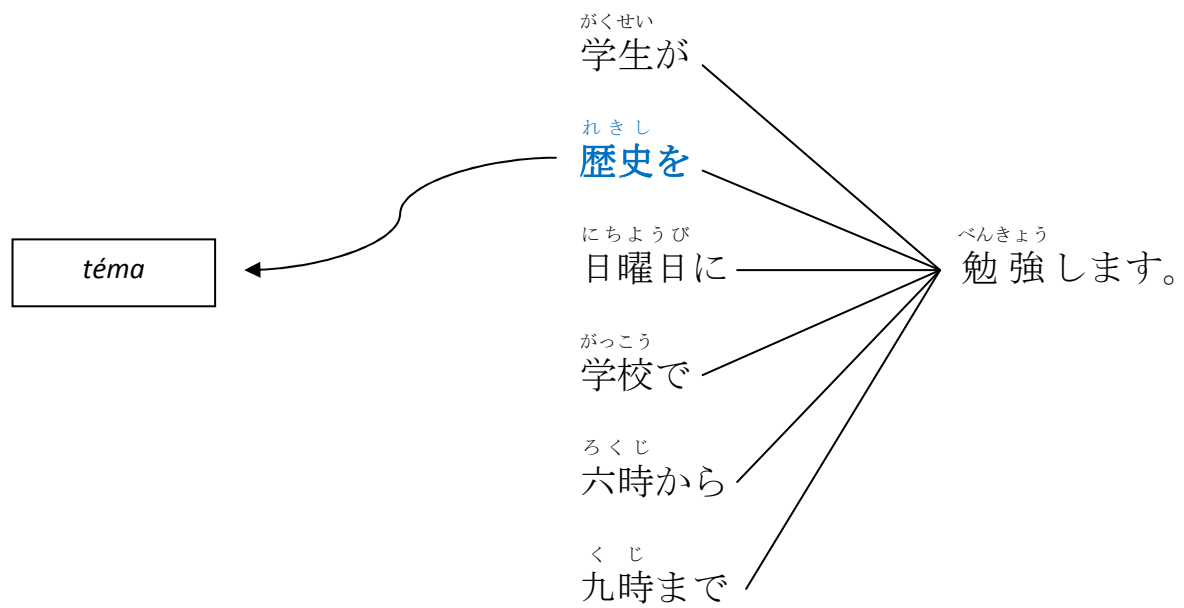 がくせい
学生が
れきし
歴史を
にちようび
日曜日に
べんきょう
勉強します。
téma
がっこう
学校で
ろくじ
六時から
くじ
九時まで